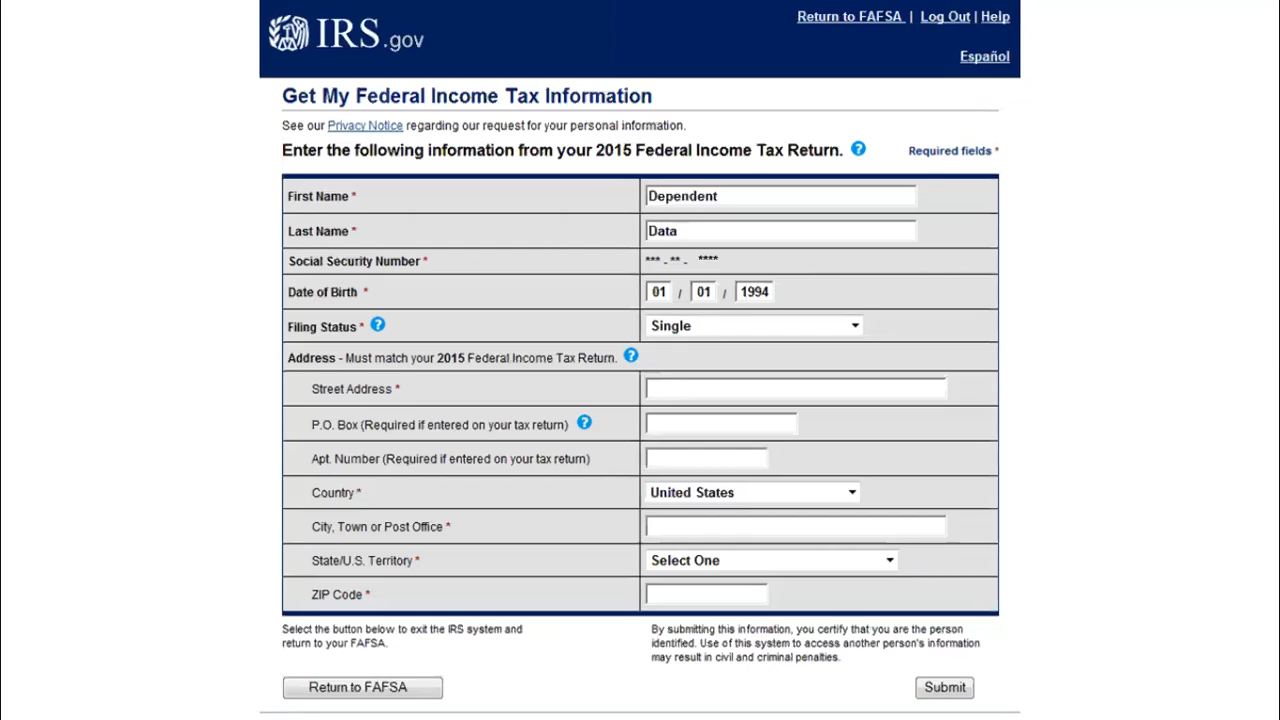 IRS.gov
Return to FAFSA | Log Out | Help
Español
Get My Federal Income Tax Information
See our Privacy Notice regarding our request for your personal information.
Enter the following information from your 2015 Federal Income Tax Return. ? Required fields *
First Name * Dependent
Last Name * Data
Social Security Number * *** - ** - ****
Date of Birth * 01 / 01 / 1994
Filing Status * ? Single
Address - Must match your 2015 Federal Income Tax Return. ?
Street Address *
P.O. Box (Required if entered on your tax return) ?
Apt. Number (Required if entered on your tax return)
Country * United States
City, Town or Post Office *
State/U.S. Territory * Select One
ZIP Code *
Select the button below to exit the IRS system and
return to your FAFSA.
By submitting this information, you certify that you are the person
identified. Use of this system to access another person's information
may result in civil and criminal penalties.
Return to FAFSA
Submit